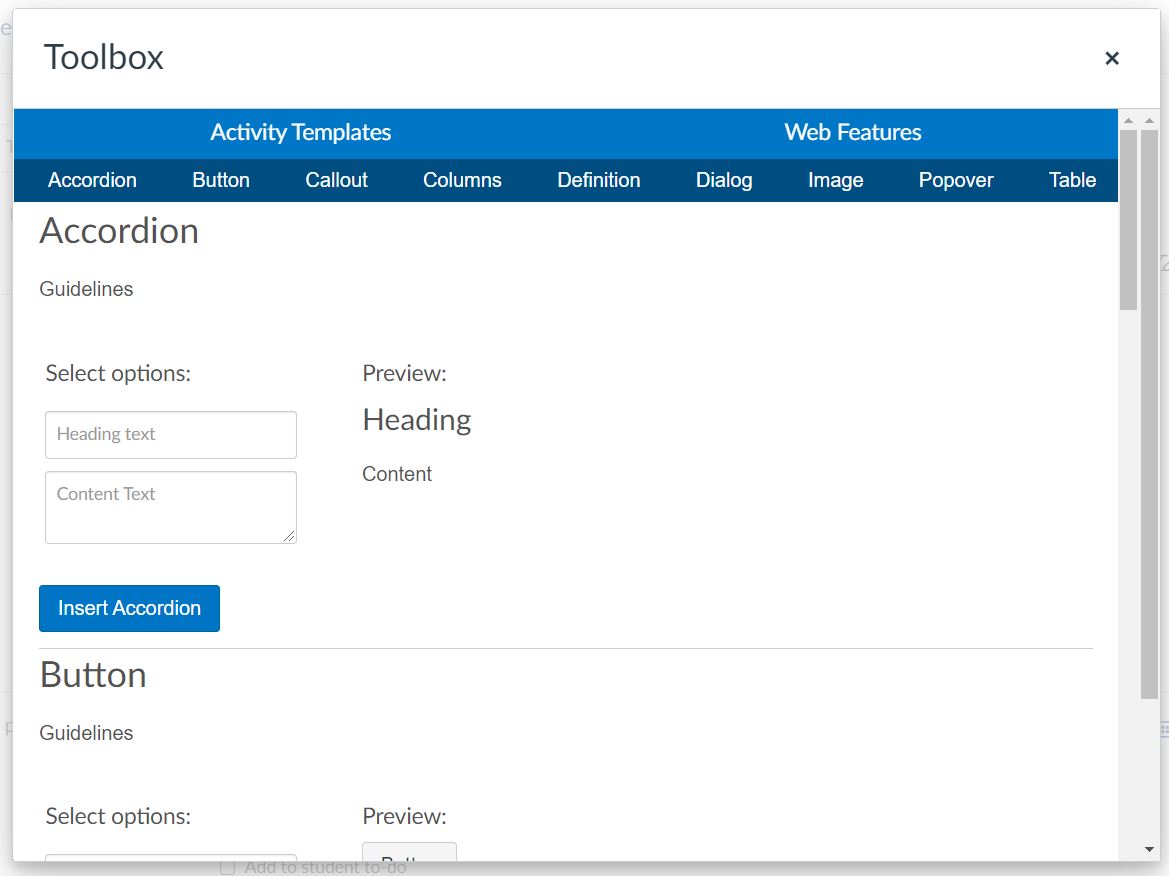 Toolbox
×
Activity Templates Web Features
Accordion Button Callout Columns Definition Dialog Image Popover Table
Accordion
Guidelines
Select options: Preview:
Heading text
Heading
Content Text
Content
Insert Accordion
Button
Guidelines
Select options: Preview:
Add to student to-do